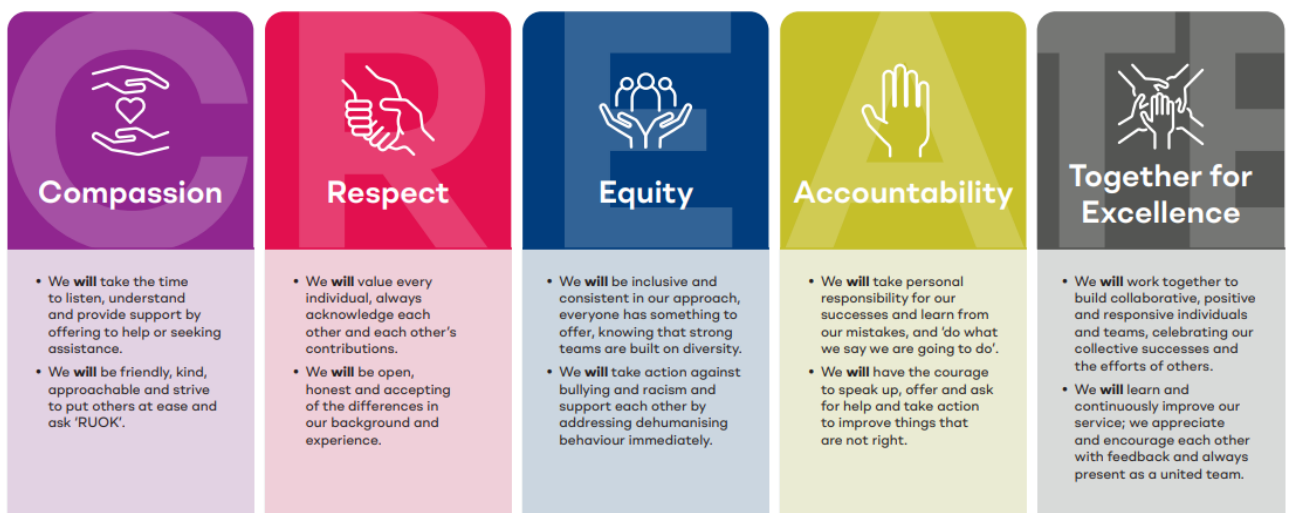 C
Compassion
• We will take the time
to listen, understand
and provide support by
offering to help or seeking
assistance.
• We will be friendly, kind,
approachable and strive
to put others at ease and
ask ‘RUOK’.
R
Respect
• We will value every
individual, always
acknowledge each
other and each other’s
contributions.
• We will be open,
honest and accepting
of the differences in
our background and
experience.
E
Equity
• We will be inclusive and
consistent in our approach,
everyone has something to
offer, knowing that strong
teams are built on diversity.
• We will take action against
bullying and racism and
support each other by
addressing dehumanising
behaviour immediately.
A
Accountability
• We will take personal
responsibility for our
successes and learn from
our mistakes, and ‘do what
we say we are going to do’.
• We will have the courage
to speak up, offer and ask
for help and take action
to improve things that
are not right.
TE
Together for
Excellence
• We will work together to
build collaborative, positive
and responsive individuals
and teams, celebrating our
collective successes and
the efforts of others.
• We will learn and
continuously improve our
service; we appreciate
and encourage each other
with feedback and always
present as a united team.